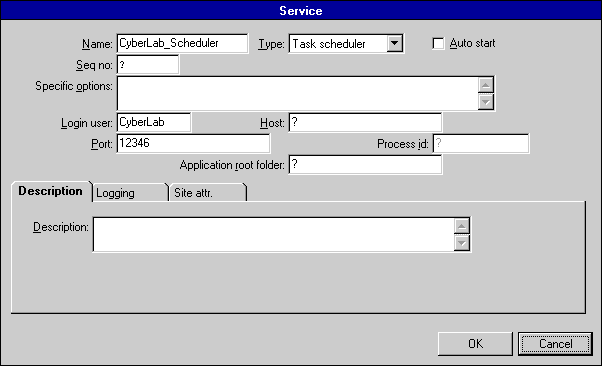 Service
Name: CyberLab_Scheduler Type: Task scheduler Auto start
Seq no: ?
Specific options:
Login user: CyberLab Host: ?
Port: 12346 Process id: ?
Application root folder: ?
Description Logging Site attr.
Description:
OK Cancel